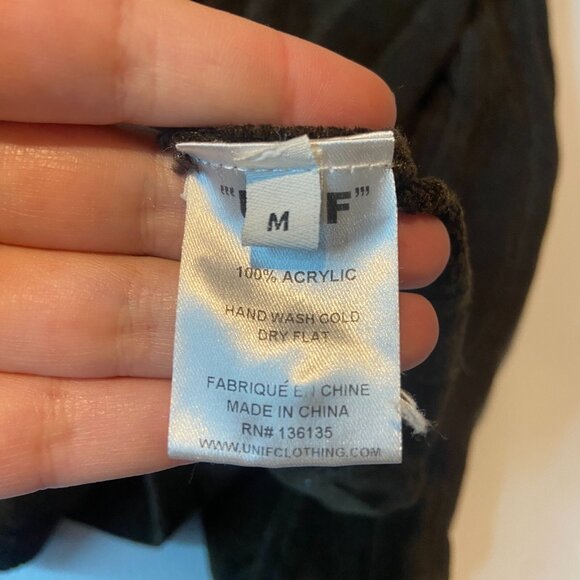 M
100% ACRYLIC
HAND WASH COLD
DRY FLAT
FABRIQUÉ EN CHINE
MADE IN CHINA
RN# 136135
WWW.UNIFCLOTHING.COM